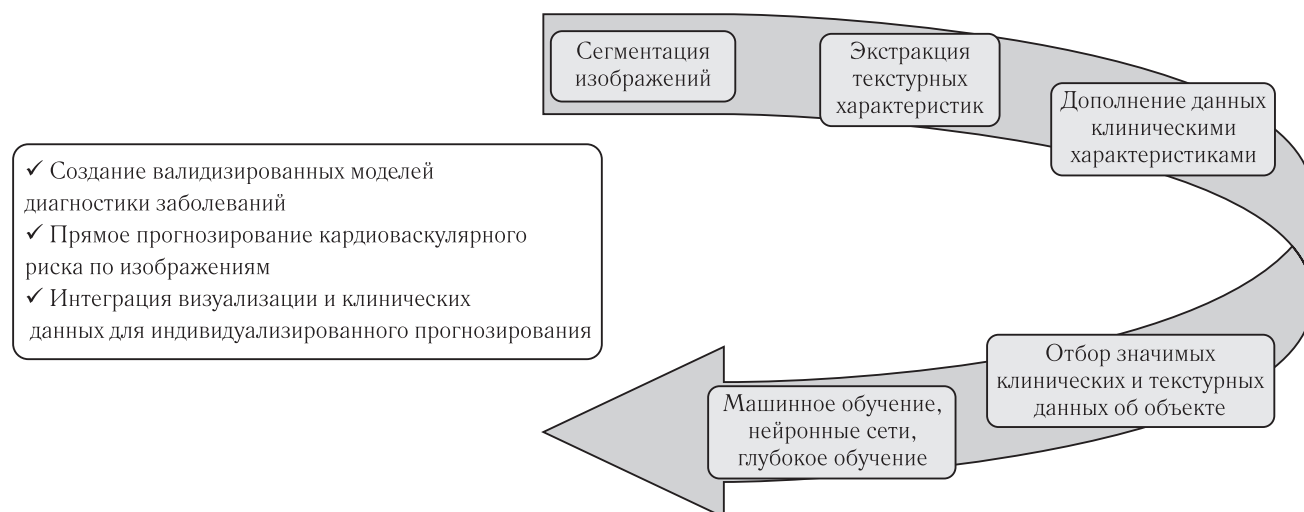 Сегментация
изображений
Экстракция
текстурных
характеристик
Дополнение данных
клиническими
характеристиками
✓ Создание валидизированных моделей
диагностики заболеваний
✓ Прямое прогнозирование кардиоваскулярного
риска по изображениям
✓ Интеграция визуализации и клинических
данных для индивидуализированного прогнозирования
Отбор значимых
клинических и текстурных
данных об объекте
Машинное обучение,
нейронные сети,
глубокое обучение